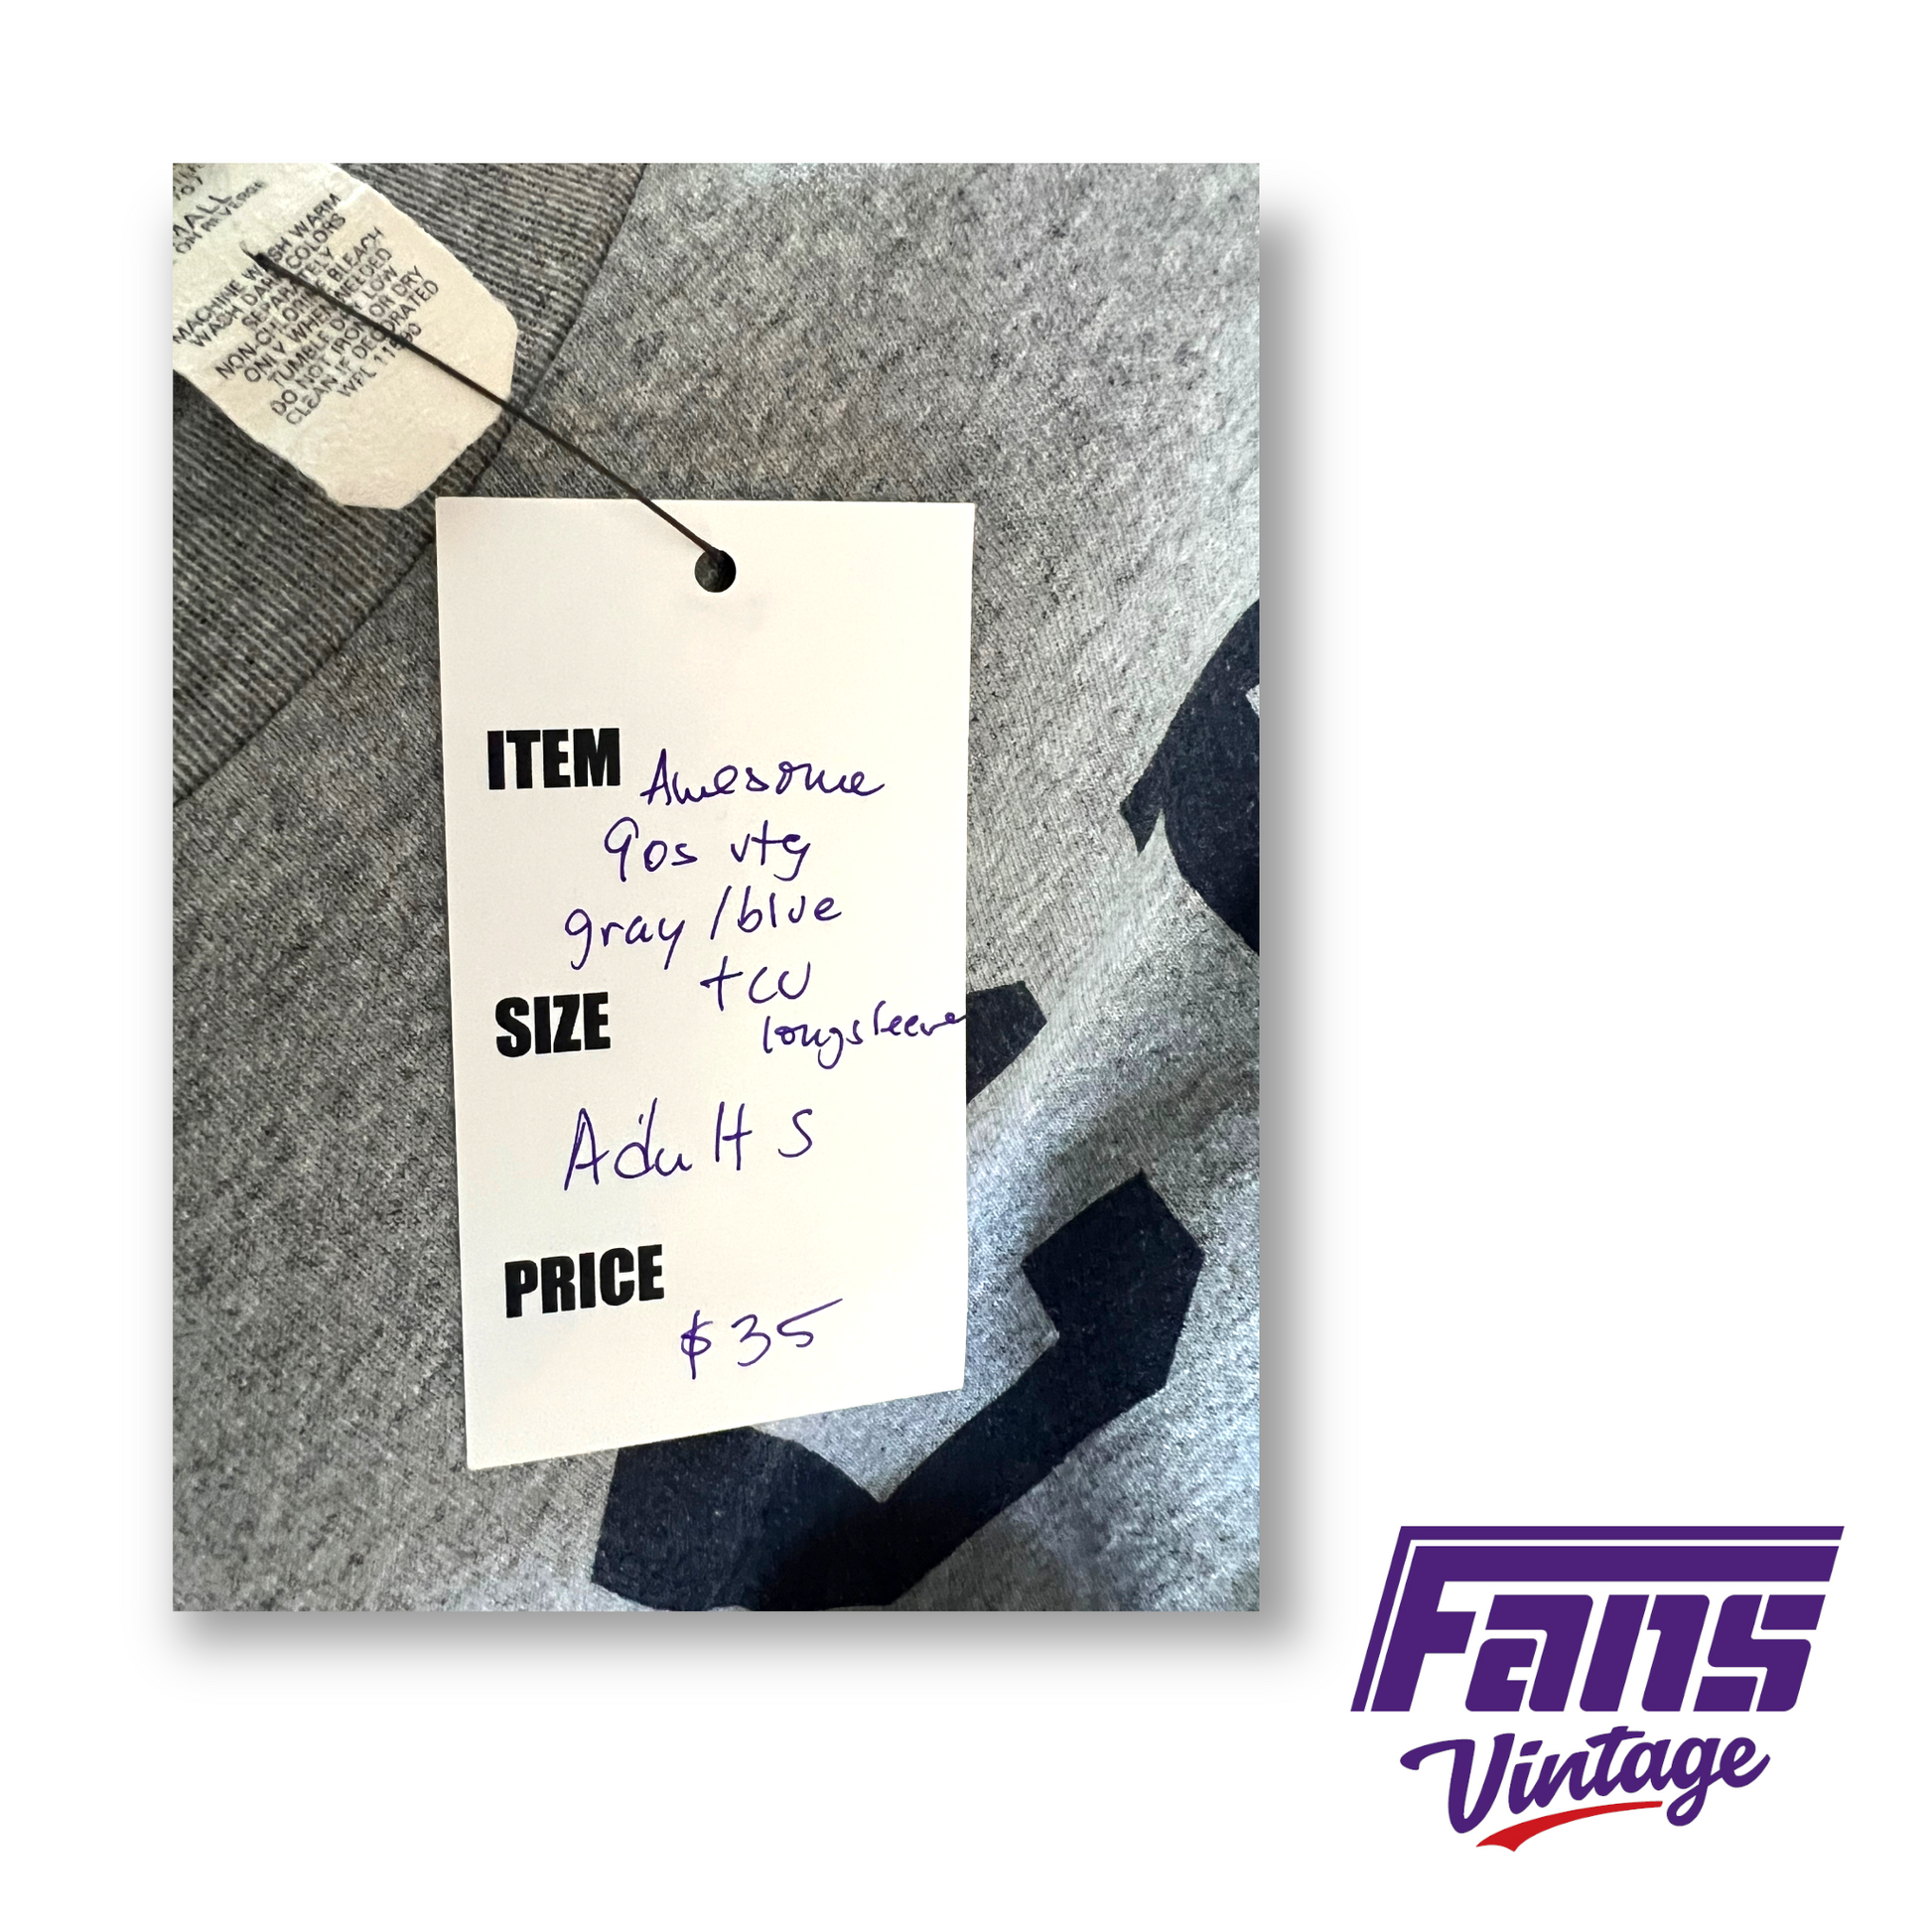 MACHINE WASH WARM
WASH DARK COLORS
SEPARATELY
NON-CHLORINE BLEACH
ONLY WHEN NEEDED
TUMBLE DRY LOW
DO NOT IRON OR DRY
CLEAN IF DECORATED
ITEM Awesome
90s vtg
gray/blue
tcu
SIZE longsleeve
Adult S
PRICE
$35
Fans
Vintage